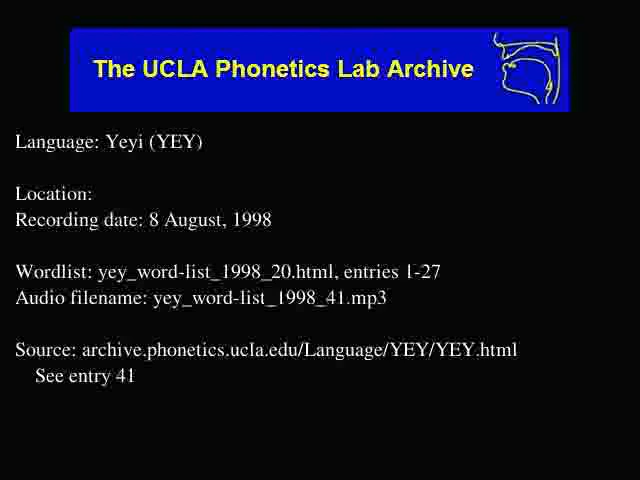 The UCLA Phonetics Lab Archive
Language: Yeyi (YEY)
Location:
Recording date: 8 August, 1998
Wordlist: yey_word-list_1998_20.html, entries 1-27
Audio filename: yey_word-list_1998_41.mp3
Source: archive.phonetics.ucla.edu/Language/YEY/YEY.html
See entry 41